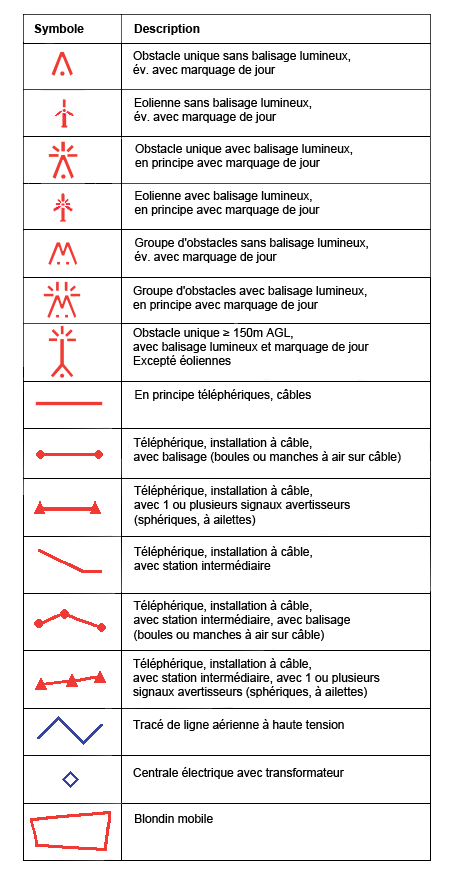 Symbole Description
Obstacle unique sans balisage lumineux,
év. avec marquage de jour
Eolienne sans balisage lumineux,
év. avec marquage de jour
Obstacle unique avec balisage lumineux,
en principe avec marquage de jour
Eolienne avec balisage lumineux,
en principe avec marquage de jour
Groupe d'obstacles sans balisage lumineux,
év. avec marquage de jour
Groupe d'obstacles avec balisage lumineux,
en principe avec marquage de jour
Obstacle unique ≥ 150m AGL,
avec balisage lumineux et marquage de jour
Excepté éoliennes
En principe téléphériques, câbles
Téléphérique, installation à câble,
avec balisage (boules ou manches à air sur câble)
Téléphérique, installation à câble,
avec 1 ou plusieurs signaux avertisseurs
(sphériques, à ailettes)
Téléphérique, installation à câble,
avec station intermédiaire
Téléphérique, installation à câble,
avec station intermédiaire, avec balisage
(boules ou manches à air sur câble)
Téléphérique, installation à câble,
avec station intermédiaire, avec 1 ou plusieurs
signaux avertisseurs (sphériques, à ailettes)
Tracé de ligne aérienne à haute tension
Centrale électrique avec transformateur
Blondin mobile